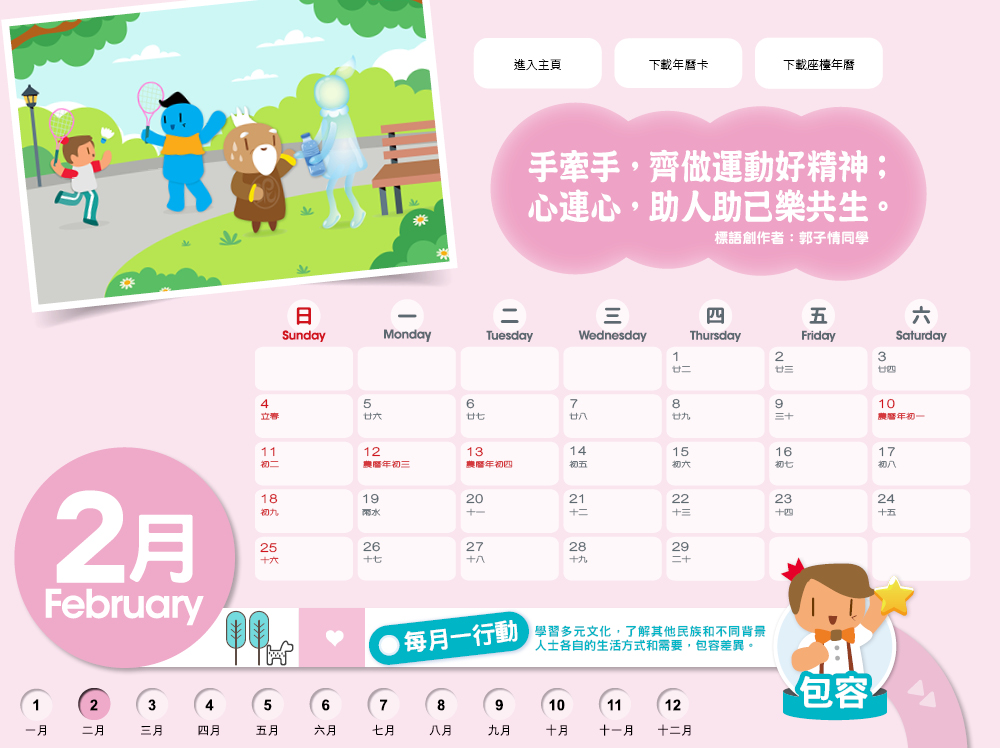 進入主頁
下載年曆卡
下載座檯年曆
手牽手，齊做運動好精神；
心連心，助人助己樂共生。
標語創作者：郭子情同學
日 一 二 三 四 五 六
Sunday Monday Tuesday Wednesday Thursday Friday Saturday
1 2 3
廿二 廿三 廿四
4 5 6 7 8 9 10
立春 廿六 廿七 廿八 廿九 三十 農曆年初一
11 12 13 14 15 16 17
初二 農曆年初三 農曆年初四 初五 初六 初七 初八
18 19 20 21 22 23 24
初九 雨水 十一 十二 十三 十四 十五
25 26 27 28 29
十六 十七 十八 十九 二十
2月
February
每月一行動
學習多元文化，了解其他民族和不同背景
人士各自的生活方式和需要，包容差異。
包容
1 2 3 4 5 6 7 8 9 10 11 12
一月 二月 三月 四月 五月 六月 七月 八月 九月 十月 十一月 十二月